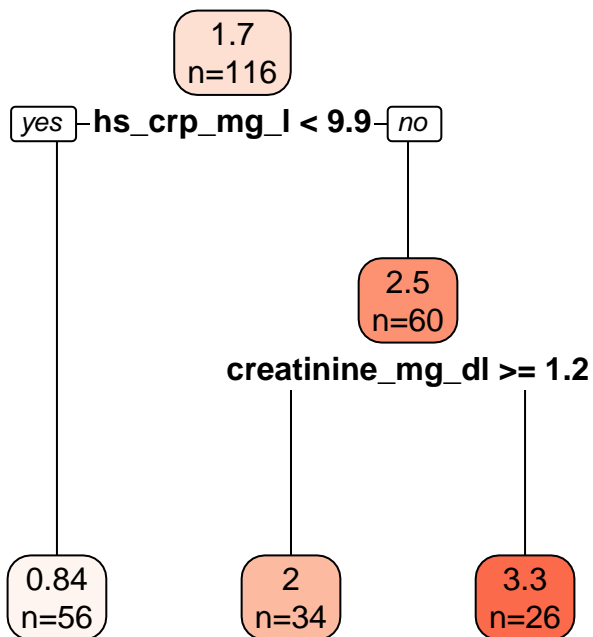 1.7
n=116
yes hs_crp_mg_l < 9.9 no
2.5
n=60
creatinine_mg_dl >= 1.2
0.84
n=56
2
n=34
3.3
n=26